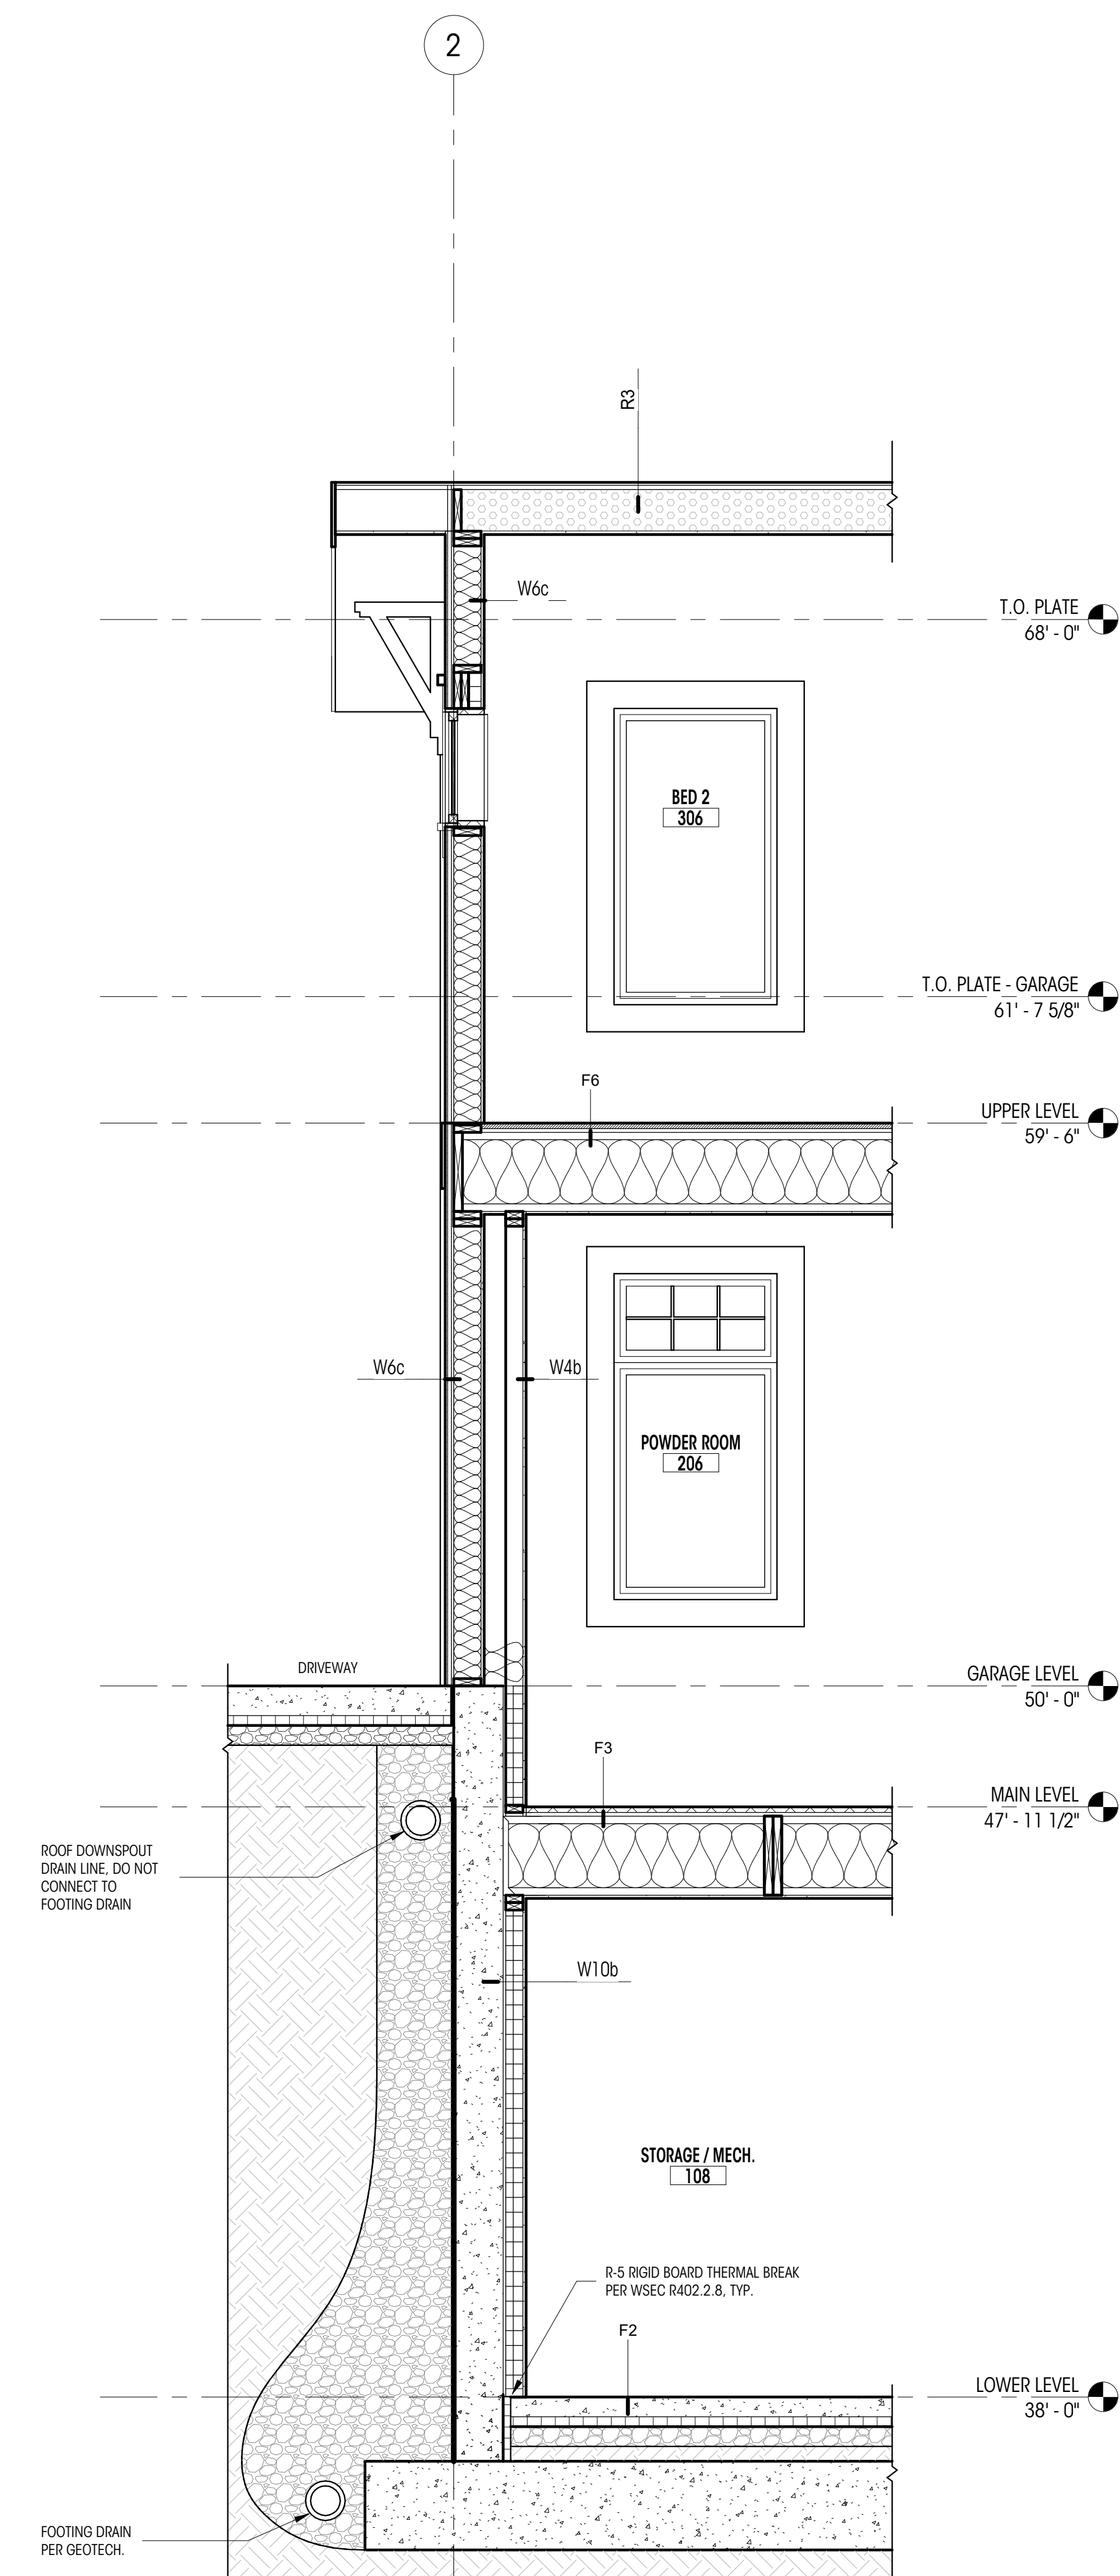 2
R3
W6c
T.O. PLATE
68' - 0"
BED 2
306
T.O. PLATE - GARAGE
61' - 7 5/8"
F6
UPPER LEVEL
59' - 6"
W6c
W4b
POWDER ROOM
206
DRIVEWAY
GARAGE LEVEL
50' - 0"
F3
MAIN LEVEL
47' - 11 1/2"
ROOF DOWNSPOUT
DRAIN LINE, DO NOT
CONNECT TO
FOOTING DRAIN
W10b
STORAGE / MECH.
108
R-5 RIGID BOARD THERMAL BREAK
PER WSEC R402.2.8, TYP.
F2
LOWER LEVEL
38' - 0"
FOOTING DRAIN
PER GEOTECH.